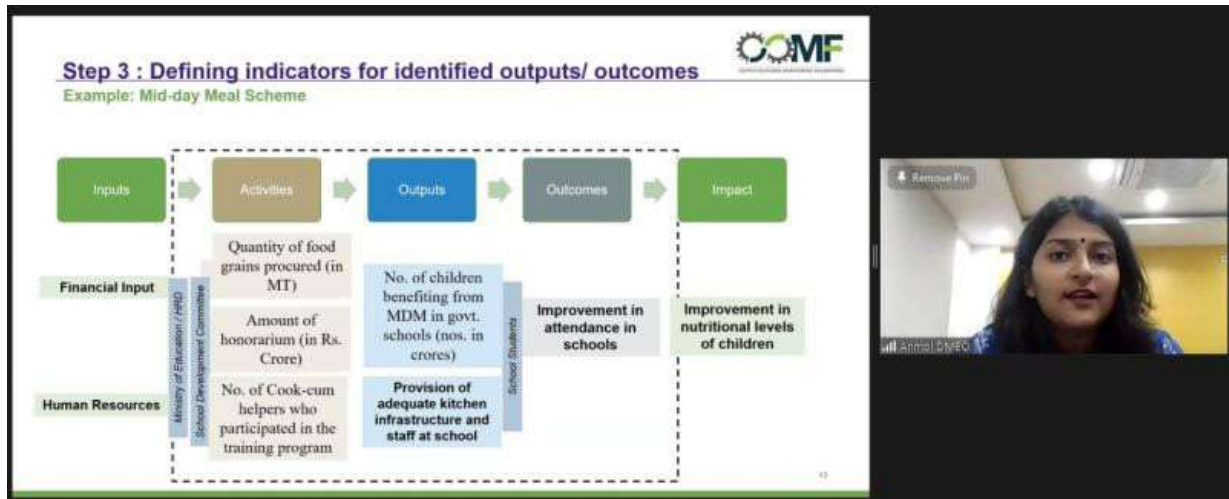 OOMF
Step 3 : Defining indicators for identified outputs/ outcomes
Example: Mid-day Meal Scheme
Inputs
Activities
Outputs
Outcomes
Impact
Financial Input
Human Resources
Ministry of Education / HRD
School Development Committee
Quantity of food
grains procured (in
MT)
Amount of
honorarium (in Rs.
Crore)
No. of Cook-cum
helpers who
participated in the
training program
No. of children
benefiting from
MDM in govt.
schools (nos. in
crores)
Provision of
adequate kitchen
infrastructure and
staff at school
School Students
Improvement in
attendance in
schools
Improvement in
nutritional levels
of children
Remove Pin
Anmol DMEO